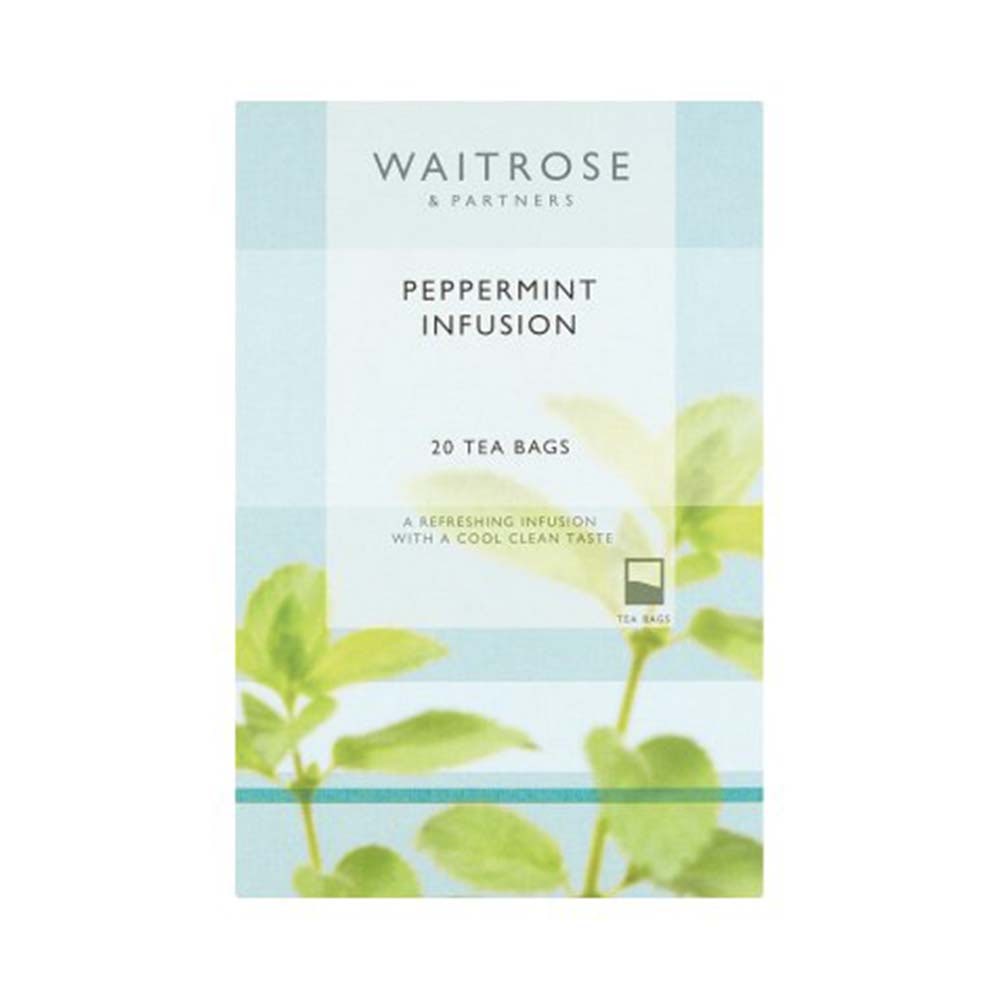 WAITROSE
& PARTNERS
PEPPERMINT
INFUSION
20 TEA BAGS
A REFRESHING INFUSION
WITH A COOL CLEAN TASTE
TEA BAGS